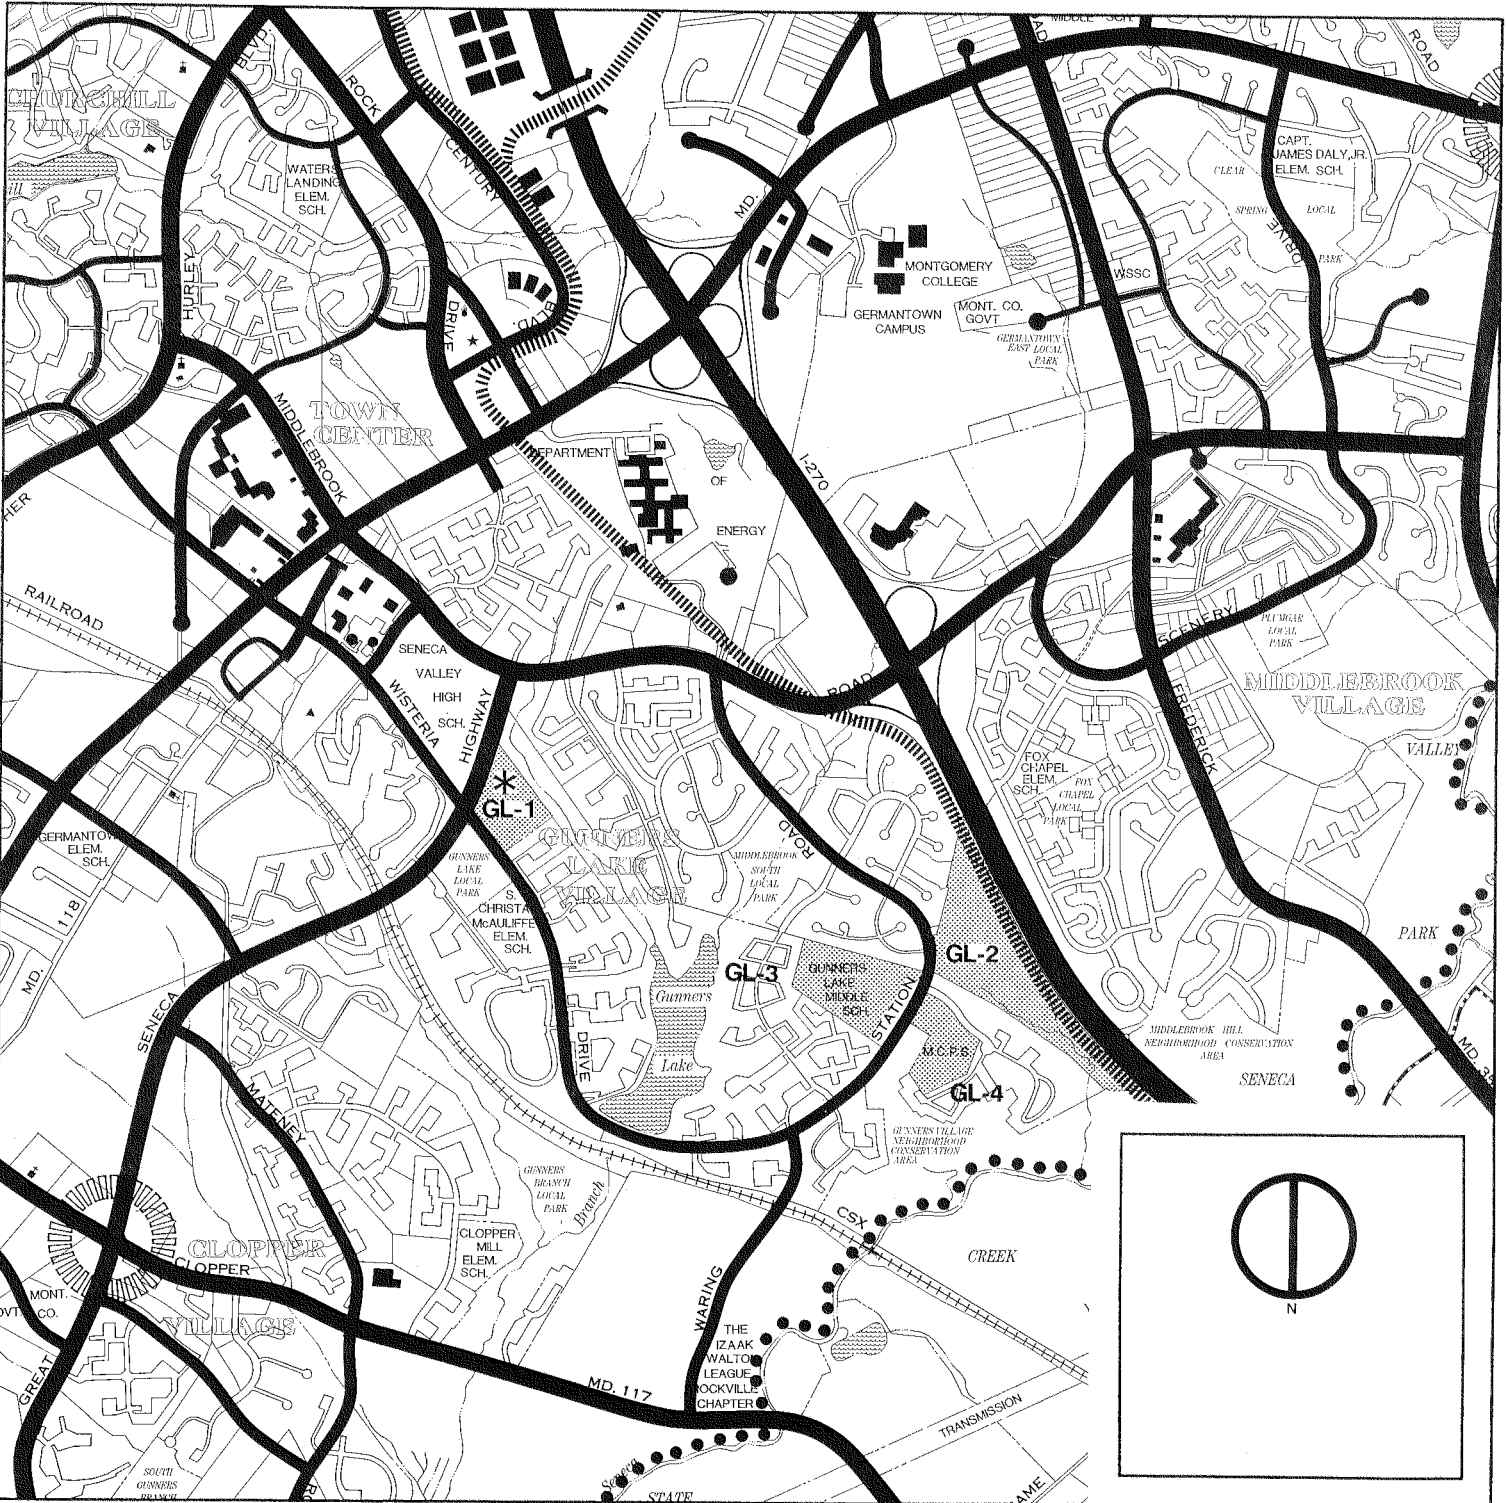 MIDDLE SCH.
ROAD
BLVD.
ROCK
CHURCHILL
VILLAGE
CENTURY
WATERS
LANDING
ELEM.
SCH.
MD.
CAPT.
JAMES DALY, JR.
ELEM. SCH.
CLEAR
SPRING
LOCAL
PARK
DRIVE
HURLEY
DRIVE
BLVD.
MONTGOMERY
COLLEGE
GERMANTOWN
CAMPUS
MONT. CO.
GOVT
WSSC
GERMANTOWN
EAST LOCAL
PARK
TOWN
CENTER
MIDDLEBROOK
DEPARTMENT
OF
ENERGY
I-270
RAILROAD
SENECA
VALLEY
HIGH
SCH.
WISTERIA
HIGHWAY
ROAD
SCENERY
PLUMGAR
LOCAL
PARK
MIDDLEBROOK
VILLAGE
FREDERICK
VALLEY
FOX
CHAPEL
ELEM.
SCH.
FOX
CHAPEL
LOCAL
PARK
GL-1
GUNNERS
LAKE
VILLAGE
GERMANTOWN
ELEM.
SCH.
GUNNERS
LAKE
LOCAL
PARK
ROAD
MIDDLEBROOK
SOUTH
LOCAL
PARK
S.
CHRISTA
McAULIFFE
ELEM.
SCH.
118
MD.
PARK
GL-2
GL-3
GUNNERS
LAKE
MIDDLE
SCH.
STATION
Gunners
Lake
DRIVE
SENECA
M.C.P.S.
GL-4
MIDDLEBROOK HILL
NEIGHBORHOOD CONSERVATION
AREA
SENECA
MD. 35
MATENEY
GUNNERS VILLAGE
NEIGHBORHOOD
CONSERVATION
AREA
GUNNERS
BRANCH
LOCAL
PARK
Branch
CSX
CREEK
CLOPPER
CLOPPER
VILLAGE
CLOPPER
MILL
ELEM.
SCH.
MONT.
CO.
GREAT
WARING
THE
IZAAK
WALTON
LEAGUE
ROCKVILLE
CHAPTER
MD. 117
TRANSMISSION
SOUTH
GUNNERS
BRANCH
Seneca
STATE
N